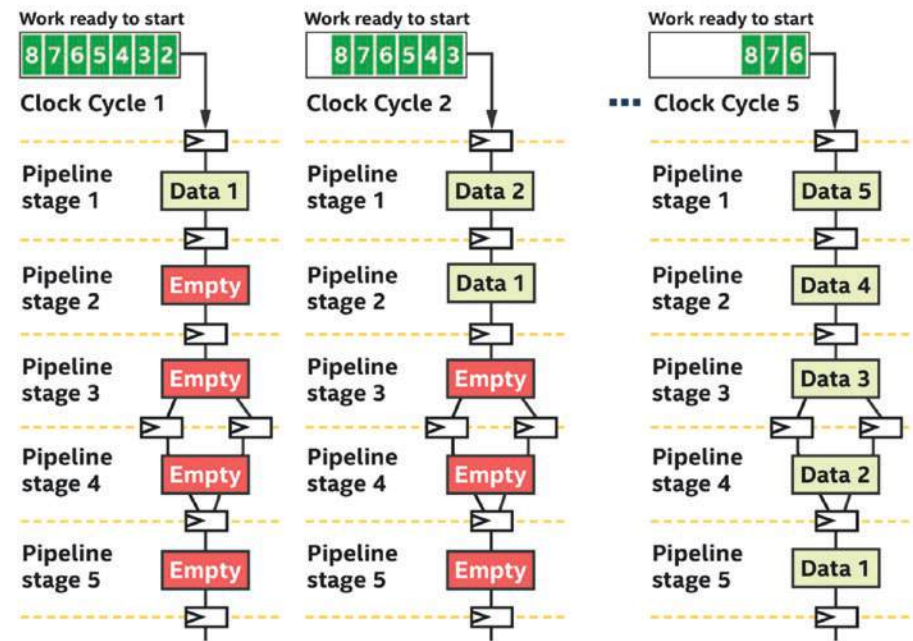 Work ready to start
8 7 6 5 4 3 2
Clock Cycle 1
Pipeline
stage 1
Data 1
Pipeline
stage 2
Empty
Pipeline
stage 3
Empty
Pipeline
stage 4
Empty
Pipeline
stage 5
Empty
Work ready to start
8 7 6 5 4 3
Clock Cycle 2
Pipeline
stage 1
Data 2
Pipeline
stage 2
Data 1
Pipeline
stage 3
Empty
Pipeline
stage 4
Empty
Pipeline
stage 5
Empty
Work ready to start
8 7 6
Clock Cycle 5
Pipeline
stage 1
Data 5
Pipeline
stage 2
Data 4
Pipeline
stage 3
Data 3
Pipeline
stage 4
Data 2
Pipeline
stage 5
Data 1